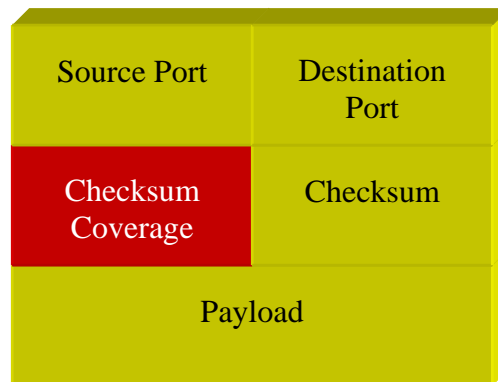 Source Port
Destination
Port
Checksum
Coverage
Checksum
Payload